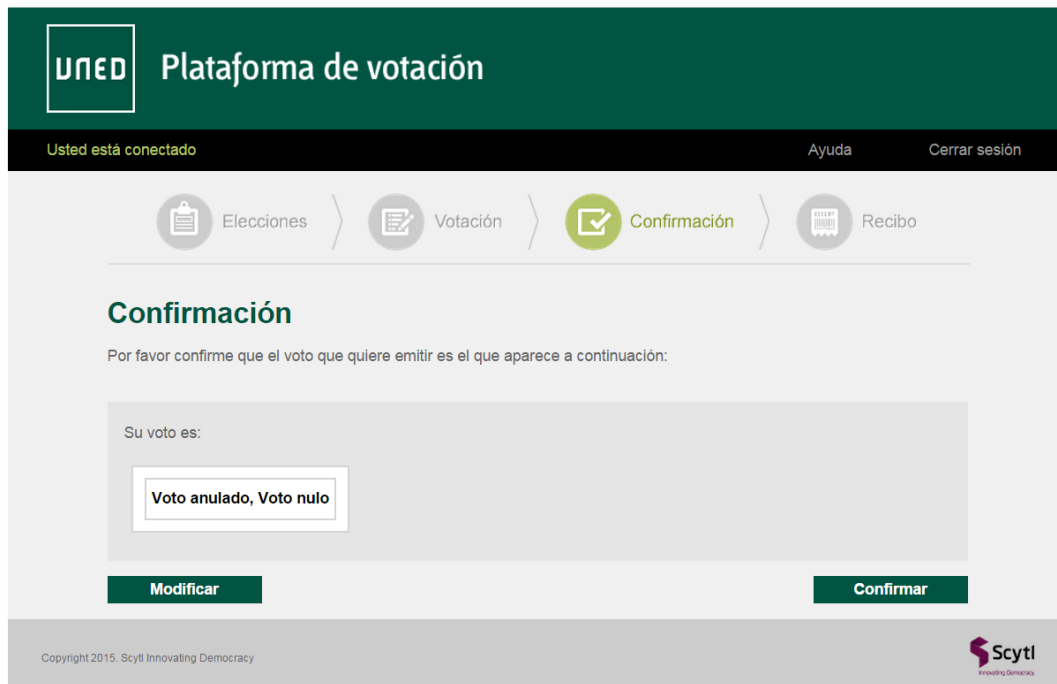 UNED
Plataforma de votación
Usted está conectado
Ayuda
Cerrar sesión
Elecciones
Votación
Confirmación
RECEIPT
Recibo
Confirmación
Por favor confirme que el voto que quiere emitir es el que aparece a continuación:
Su voto es:
Voto anulado, Voto nulo
Modificar
Confirmar
Copyright 2015. Scytl Innovating Democracy
Scytl
Innovating Democracy